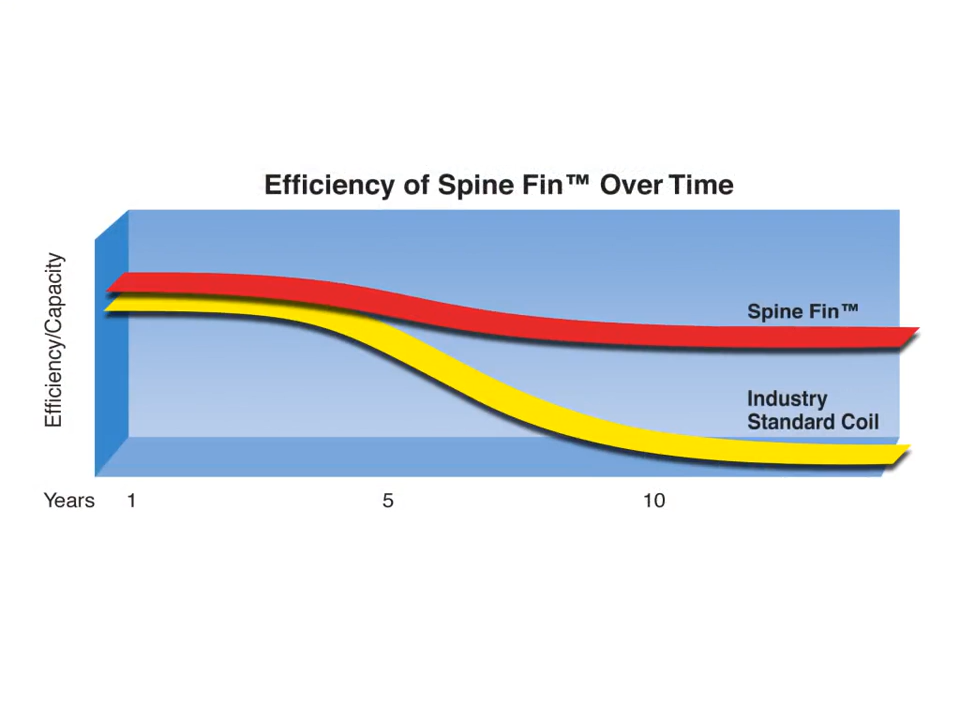 Efficiency of Spine Fin™ Over Time
Efficiency/Capacity
Spine Fin™
Industry
Standard Coil
Years 1 5 10